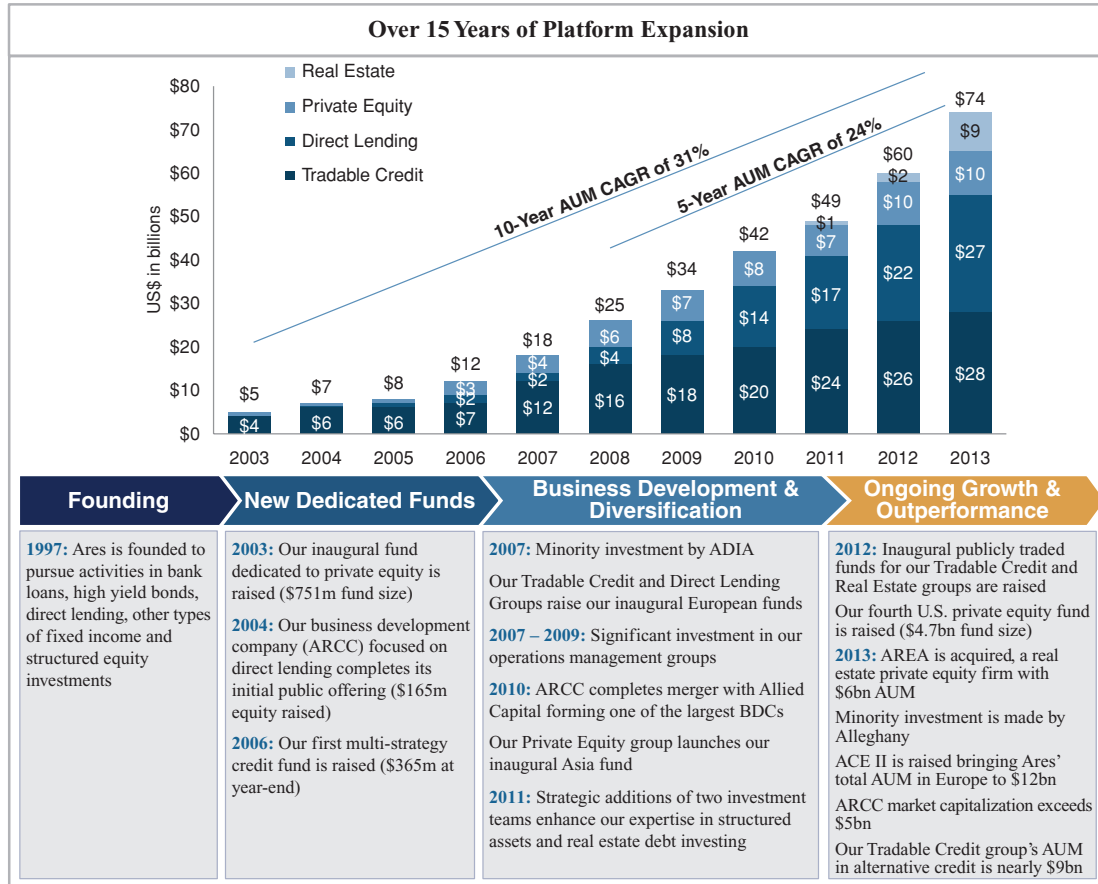 Over 15 Years of Platform Expansion
Real Estate
Private Equity
Direct Lending
Tradable Credit
US$ in billions
$80
$70
$60
$50
$40
$30
$20
$10
$0
10-Year AUM CAGR of 31%
5-Year AUM CAGR of 24%
$5
$4
$7
$6
$8
$6
$12
$3
$2
$7
$18
$4
$2
$12
$25
$6
$4
$16
$34
$7
$8
$18
$42
$8
$14
$20
$49
$1
$7
$17
$24
$60
$2
$10
$22
$26
$74
$9
$10
$27
$28
2003 2004 2005 2006 2007 2008 2009 2010 2011 2012 2013
Founding
1997: Ares is founded to
pursue activities in bank
loans, high yield bonds,
direct lending, other types
of fixed income and
structured equity
investments
New Dedicated Funds
2003: Our inaugural fund
dedicated to private equity is
raised ($751m fund size)
2004: Our business development
company (ARCC) focused on
direct lending completes its
initial public offering ($165m
equity raised)
2006: Our first multi-strategy
credit fund is raised ($365m at
year-end)
Business Development &
Diversification
2007: Minority investment by ADIA
Our Tradable Credit and Direct Lending
Groups raise our inaugural European funds
2007 – 2009: Significant investment in our
operations management groups
2010: ARCC completes merger with Allied
Capital forming one of the largest BDCs
Our Private Equity group launches our
inaugural Asia fund
2011: Strategic additions of two investment
teams enhance our expertise in structured
assets and real estate debt investing
Ongoing Growth &
Outperformance
2012: Inaugural publicly traded
funds for our Tradable Credit and
Real Estate groups are raised
Our fourth U.S. private equity fund
is raised ($4.7bn fund size)
2013: AREA is acquired, a real
estate private equity firm with
$6bn AUM
Minority investment is made by
Alleghany
ACE II is raised bringing Ares’
total AUM in Europe to $12bn
ARCC market capitalization exceeds
$5bn
Our Tradable Credit group’s AUM
in alternative credit is nearly $9bn